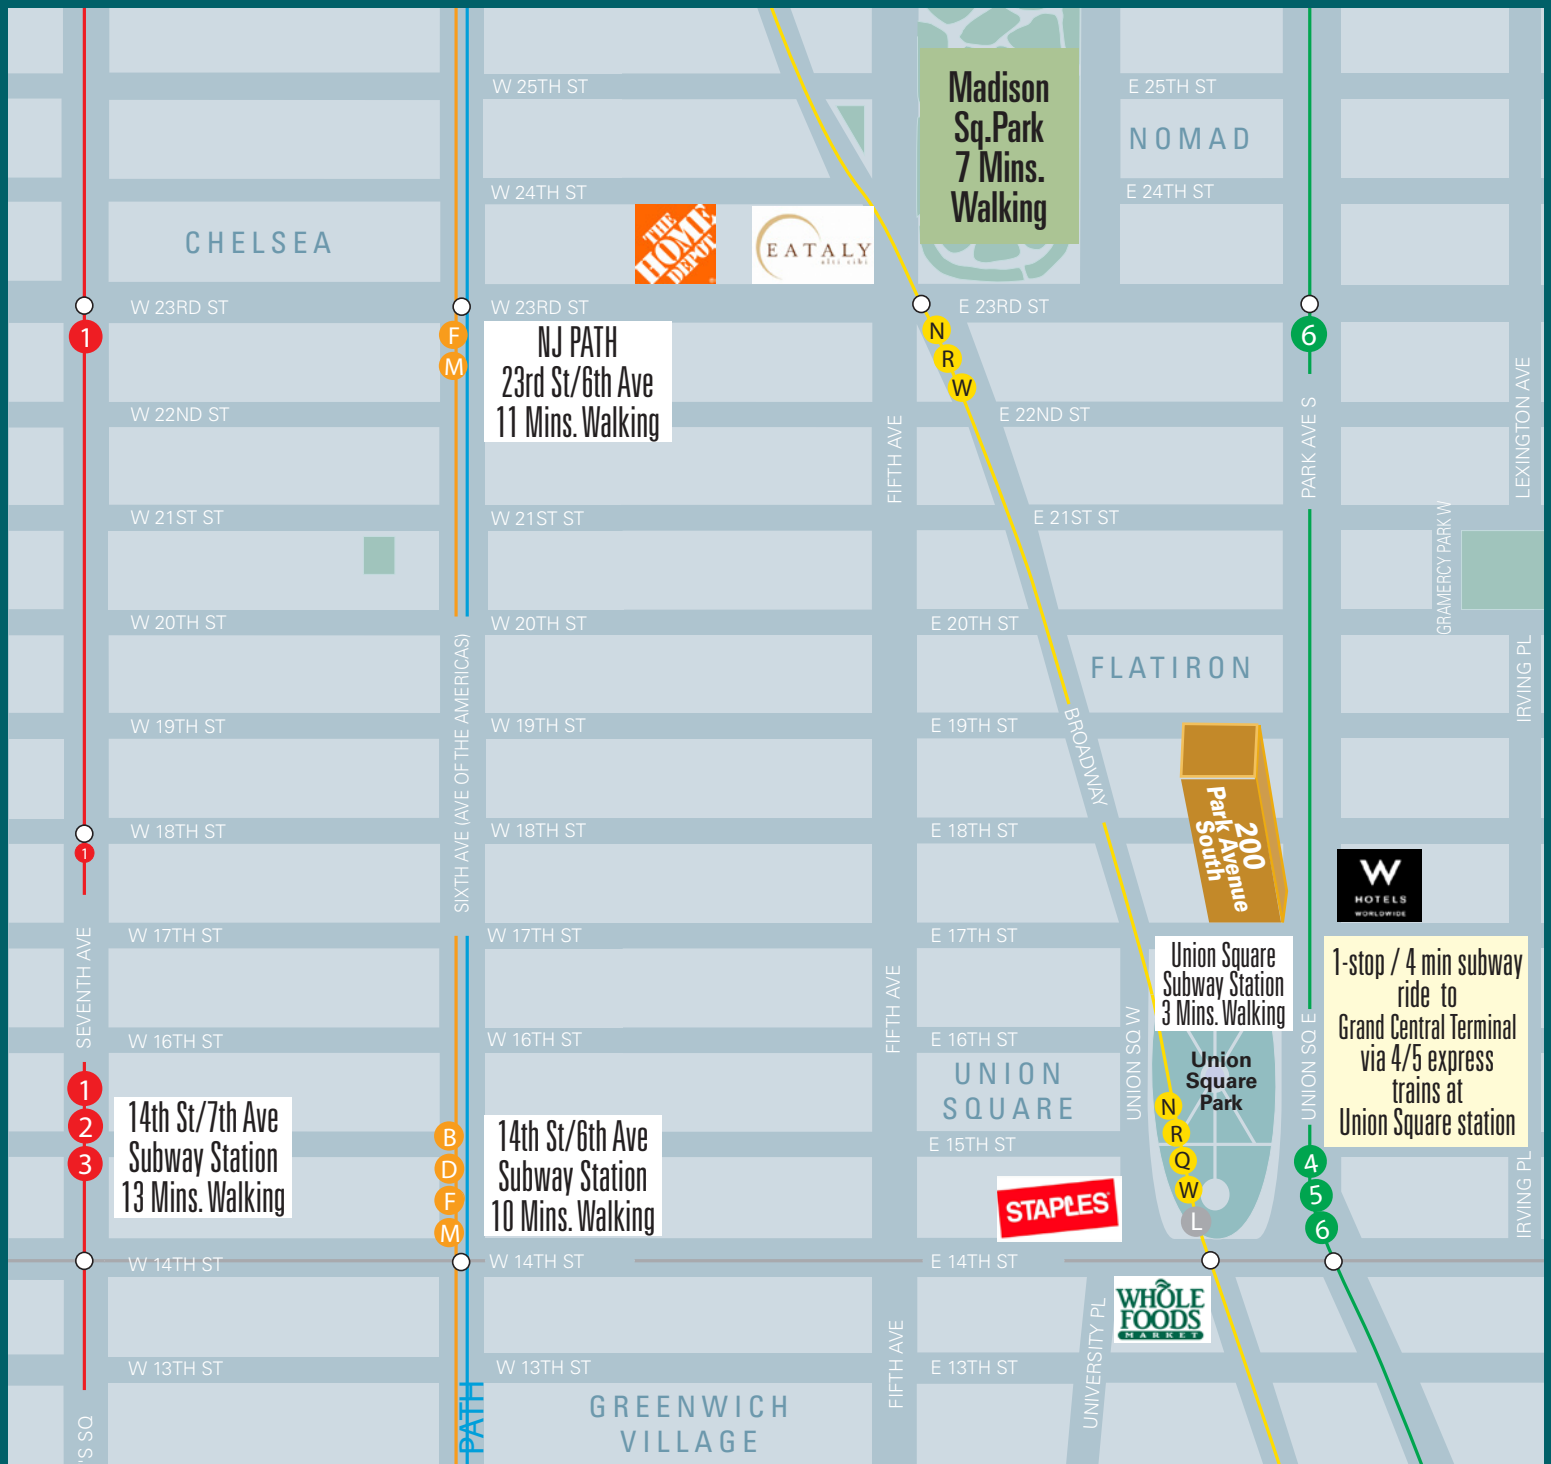 W 25TH ST
E 25TH ST
Madison
Sq.Park
7 Mins.
Walking
NOMAD
W 24TH ST
E 24TH ST
CHELSEA
THE
HOME
DEPOT
EATALY
alti cibi
W 23RD ST
W 23RD ST
E 23RD ST
1
F
M
N
R
W
6
NJ PATH
23rd St/6th Ave
11 Mins. Walking
W 22ND ST
E 22ND ST
FIFTH AVE
PARK AVE S
LEXINGTON AVE
W 21ST ST
W 21ST ST
E 21ST ST
GRAMERCY PARK W
W 20TH ST
W 20TH ST
E 20TH ST
SIXTH AVE (AVE OF THE AMERICAS)
FLATIRON
IRVING PL
W 19TH ST
W 19TH ST
E 19TH ST
BROADWAY
200
Park Avenue
South
W 18TH ST
W 18TH ST
E 18TH ST
1
W
HOTELS
WORLDWIDE
W 17TH ST
W 17TH ST
E 17TH ST
SEVENTH AVE
FIFTH AVE
Union Square
Subway Station
3 Mins. Walking
1-stop / 4 min subway
ride to
Grand Central Terminal
via 4/5 express
trains at
Union Square station
W 16TH ST
W 16TH ST
E 16TH ST
UNION SQ W
UNION SQ E
UNION
SQUARE
Union
Square
Park
1
2
3
14th St/7th Ave
Subway Station
13 Mins. Walking
B
D
F
M
14th St/6th Ave
Subway Station
10 Mins. Walking
E 15TH ST
N
R
Q
W
L
4
5
6
IRVING PL
STAPLES
W 14TH ST
W 14TH ST
E 14TH ST
WHOLE
FOODS
MARKET
UNIVERSITY PL
FIFTH AVE
W 13TH ST
W 13TH ST
E 13TH ST
PATH
GREENWICH
VILLAGE
'S SQ